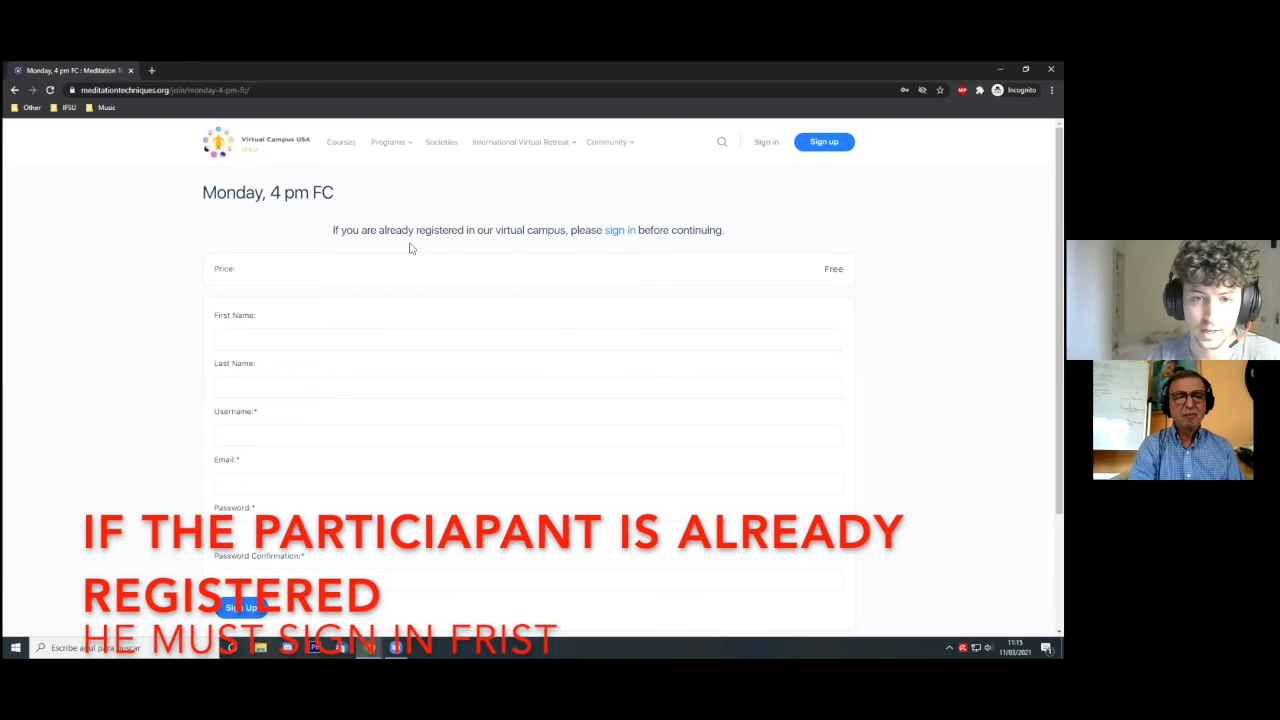 Monday, 4 pm FC : Meditation T
meditationtechniques.org/join/monday-4-pm-fc/
ABP
Incognito
Other IFSU Music
Virtual Campus USA
IFSU
Courses Programs Societies International Virtual Retreat Community Sign in Sign up
Monday, 4 pm FC
If you are already registered in our virtual campus, please sign in before continuing.
Price: Free
First Name:
Last Name:
Username:*
Email:*
Password:*
IF THE PARTICIAPANT IS ALREADY
Password Confirmation:*
REGISTERED
Sign Up
HE MUST SIGN IN FRIST
Escribe aquí para buscar
11:15
11/03/2021